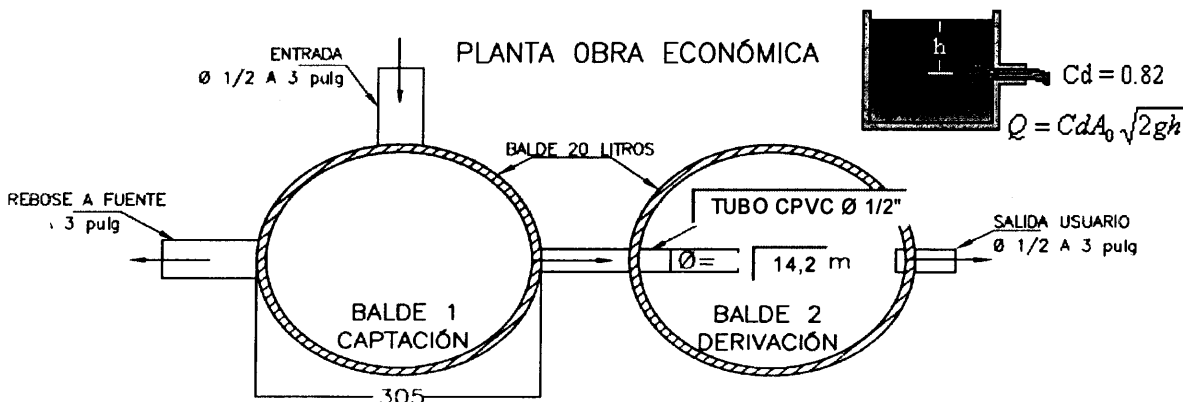 PLANTA OBRA ECONÓMICA
h
Cd = 0.82
Q = CdA₀ √2gh
ENTRADA
Ø 1/2 A 3 pulg
BALDE 20 LITROS
REBOSE A FUENTE
3 pulg
TUBO CPVC Ø 1/2"
SALIDA USUARIO
Ø 1/2 A 3 pulg
Ø=
14,2 m
BALDE 1
CAPTACIÓN
BALDE 2
DERIVACIÓN
305